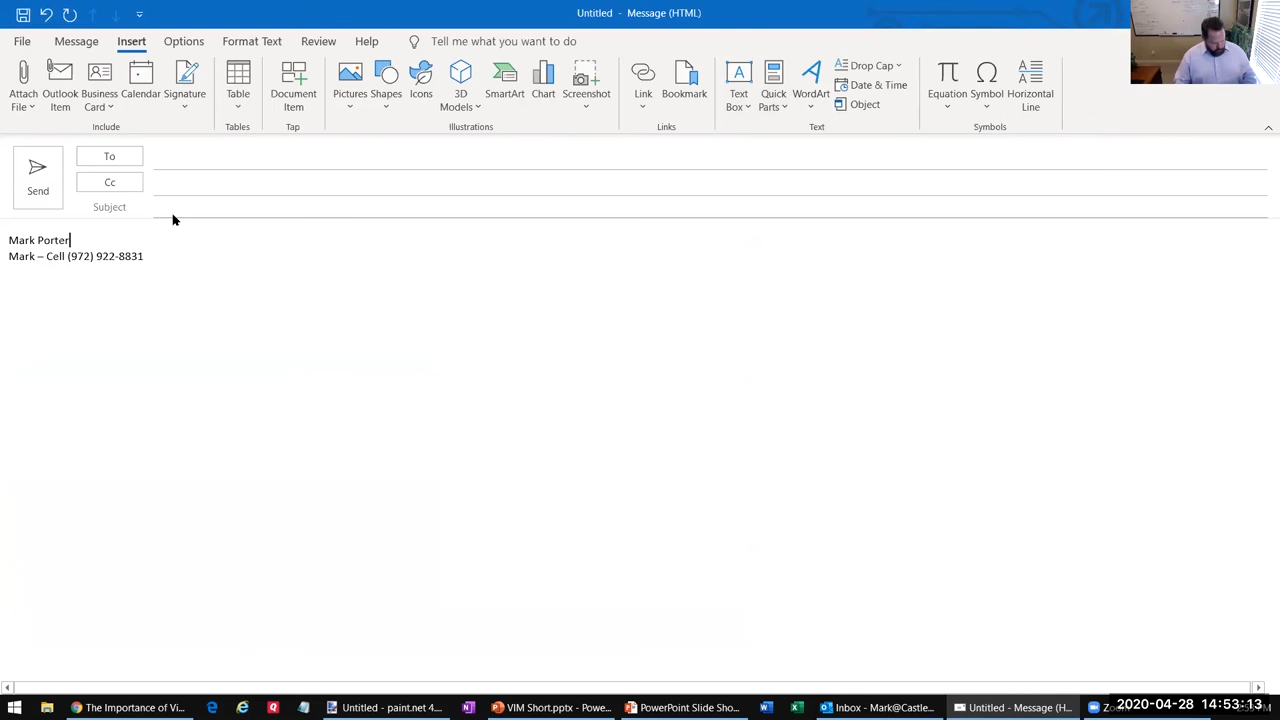 Untitled - Message (HTML)
File Message Insert Options Format Text Review Help Tell me what you want to do
Attach File
Outlook Item
Business Card
Calendar
Signature
Table
Document Item
Pictures
Shapes
Icons
3D Models
SmartArt
Chart
Screenshot
Link
Bookmark
Text Box
Quick Parts
WordArt
Drop Cap
Date & Time
Object
Equation
Symbol
Horizontal Line
Include Tables Tap Illustrations Links Text Symbols
Send
To
Cc
Subject
Mark Porter
Mark – Cell (972) 922-8831
The Importance of Vi... Untitled - paint.net 4.... VIM Short.pptx - Powe... PowerPoint Slide Sho... Inbox - Mark@Castle... Untitled - Message (H...
2020-04-28 14:53:13